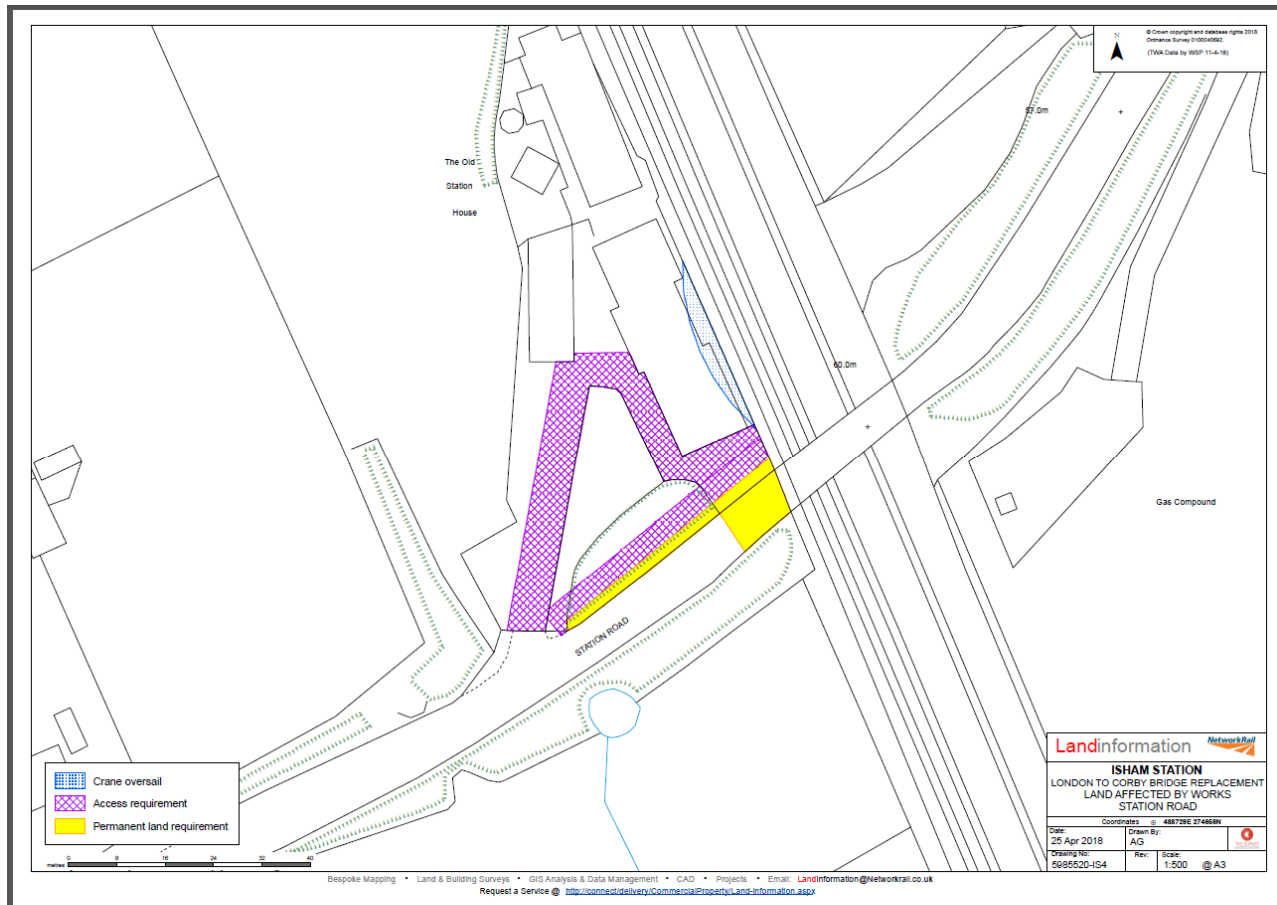 N
© Crown copyright and database rights 2018
Ordnance Survey 0100040692.
(TWA Data by WSP 11-4-18)
57.0m
The Old
Station
House
60.0m
Gas Compound
STATION ROAD
Crane oversail
Access requirement
Permanent land requirement
metres
0 8 16 24 32 40
Landinformation NetworkRail
ISHAM STATION
LONDON TO CORBY BRIDGE REPLACEMENT
LAND AFFECTED BY WORKS
STATION ROAD
Coordinates ⊕ 488729E 274656N
Date:
25 Apr 2018
Drawn By:
AG
Drawing No:
5985520-IS4
Rev:
Scale:
1:500 @ A3
Bespoke Mapping • Land & Building Surveys • GIS Analysis & Data Management • CAD • Projects • Email: LandInformation@Networkrail.co.uk
Request a Service @ http://connect/delivery/CommercialProperty/Land-information.aspx